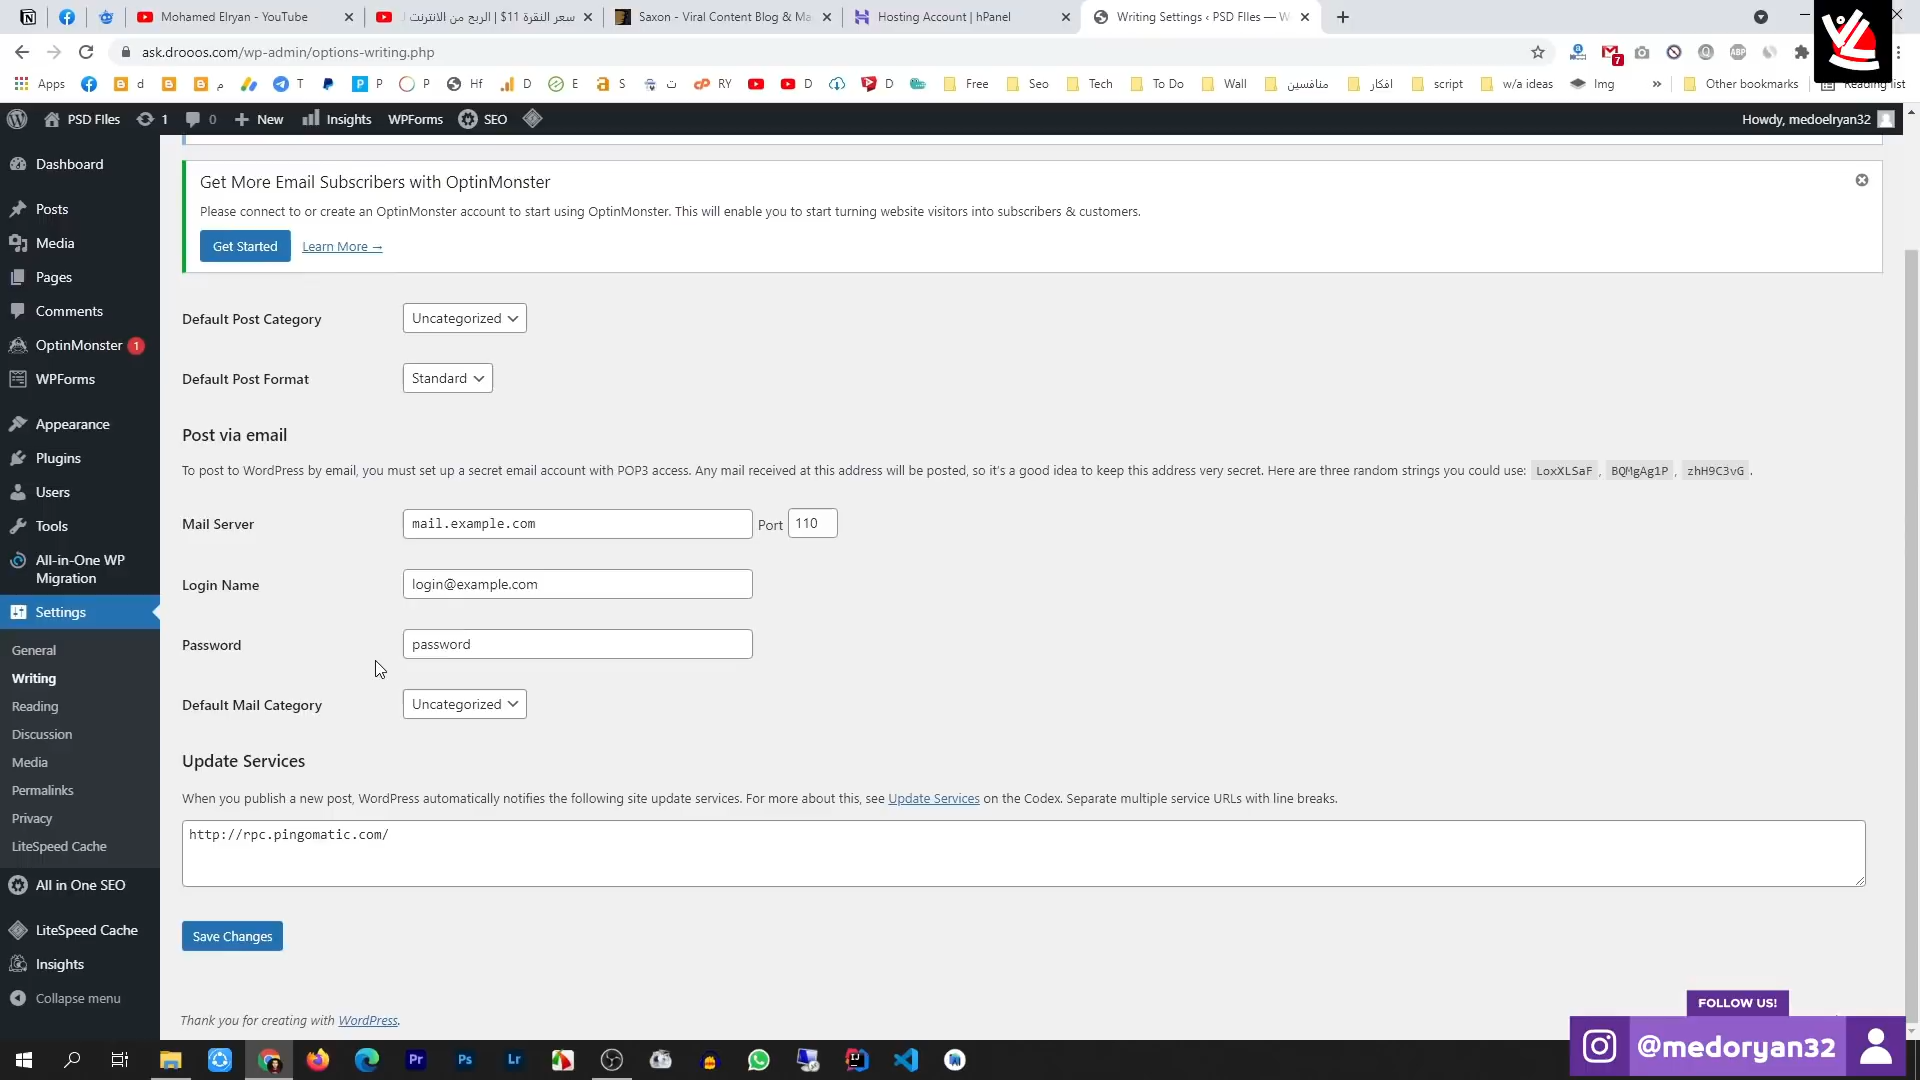 Mohamed Elryan - YouTube
سعر النقرة 11$ | الربح من الانترنت
Saxon - Viral Content Blog & Ma
Hosting Account | hPanel
Writing Settings ‹ PSD FIles — W
ask.drooos.com/wp-admin/options-writing.php
7
Apps
d
م
T
P
P
Hf
D
E
S
ت
RY
D
D
Free
Seo
Tech
To Do
Wall
منافسين
افكار
script
w/a ideas
Img
»
Other bookmarks
Reading list
PSD FIles
1
0
New
Insights
WPForms
SEO
Howdy, medoelryan32
Dashboard
Posts
Media
Pages
Comments
OptinMonster 1
WPForms
Appearance
Plugins
Users
Tools
All-in-One WP
Migration
Settings
General
Writing
Reading
Discussion
Media
Permalinks
Privacy
LiteSpeed Cache
All in One SEO
LiteSpeed Cache
Insights
Collapse menu
Get More Email Subscribers with OptinMonster
Please connect to or create an OptinMonster account to start using OptinMonster. This will enable you to start turning website visitors into subscribers & customers.
Get Started
Learn More →
Default Post Category
Uncategorized
Default Post Format
Standard
Post via email
To post to WordPress by email, you must set up a secret email account with POP3 access. Any mail received at this address will be posted, so it's a good idea to keep this address very secret. Here are three random strings you could use: LoxXLSaF , BQMgAg1P , zhH9C3vG .
Mail Server
mail.example.com
Port
110
Login Name
login@example.com
Password
password
Default Mail Category
Uncategorized
Update Services
When you publish a new post, WordPress automatically notifies the following site update services. For more about this, see Update Services on the Codex. Separate multiple service URLs with line breaks.
http://rpc.pingomatic.com/
Save Changes
Thank you for creating with WordPress.
FOLLOW US!
@medoryan32
Pr
Ps
Lr